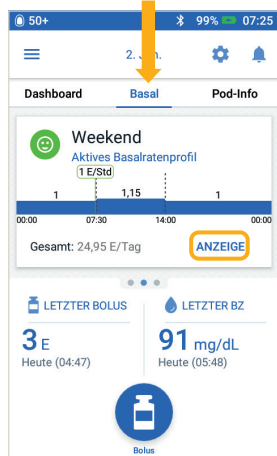 50+ 99% 07:25
2.
Dashboard Basal Pod-Info
Weekend
Aktives Basalratenprofil
1 E/Std
1 1,15 1
00:00 07:30 14:00 00:00
Gesamt: 24,95 E/Tag ANZEIGE
LETZTER BOLUS LETZTER BZ
3 E 91 mg/dL
Heute (04:47) Heute (05:48)
Bolus